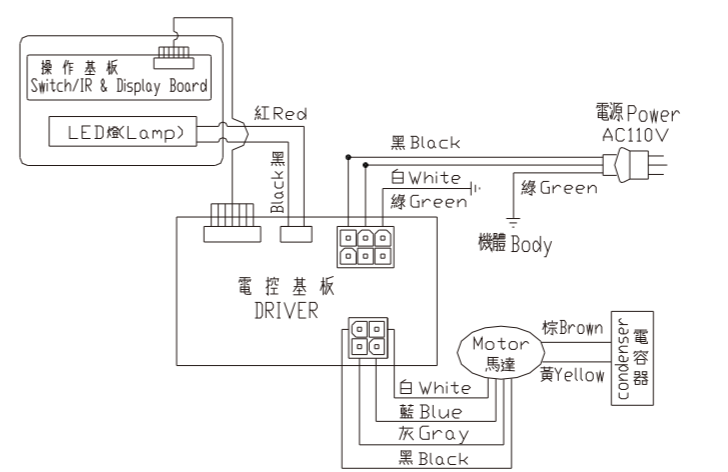 操作基板
Switch/IR & Display Board
LED燈(Lamp)
紅Red
Black黑
黑Black
白White
綠Green
電源Power
AC110V
綠Green
機體Body
電控基板
DRIVER
Motor
馬達
棕Brown
黃Yellow
condenser
電容器
白White
藍Blue
灰Gray
黑Black